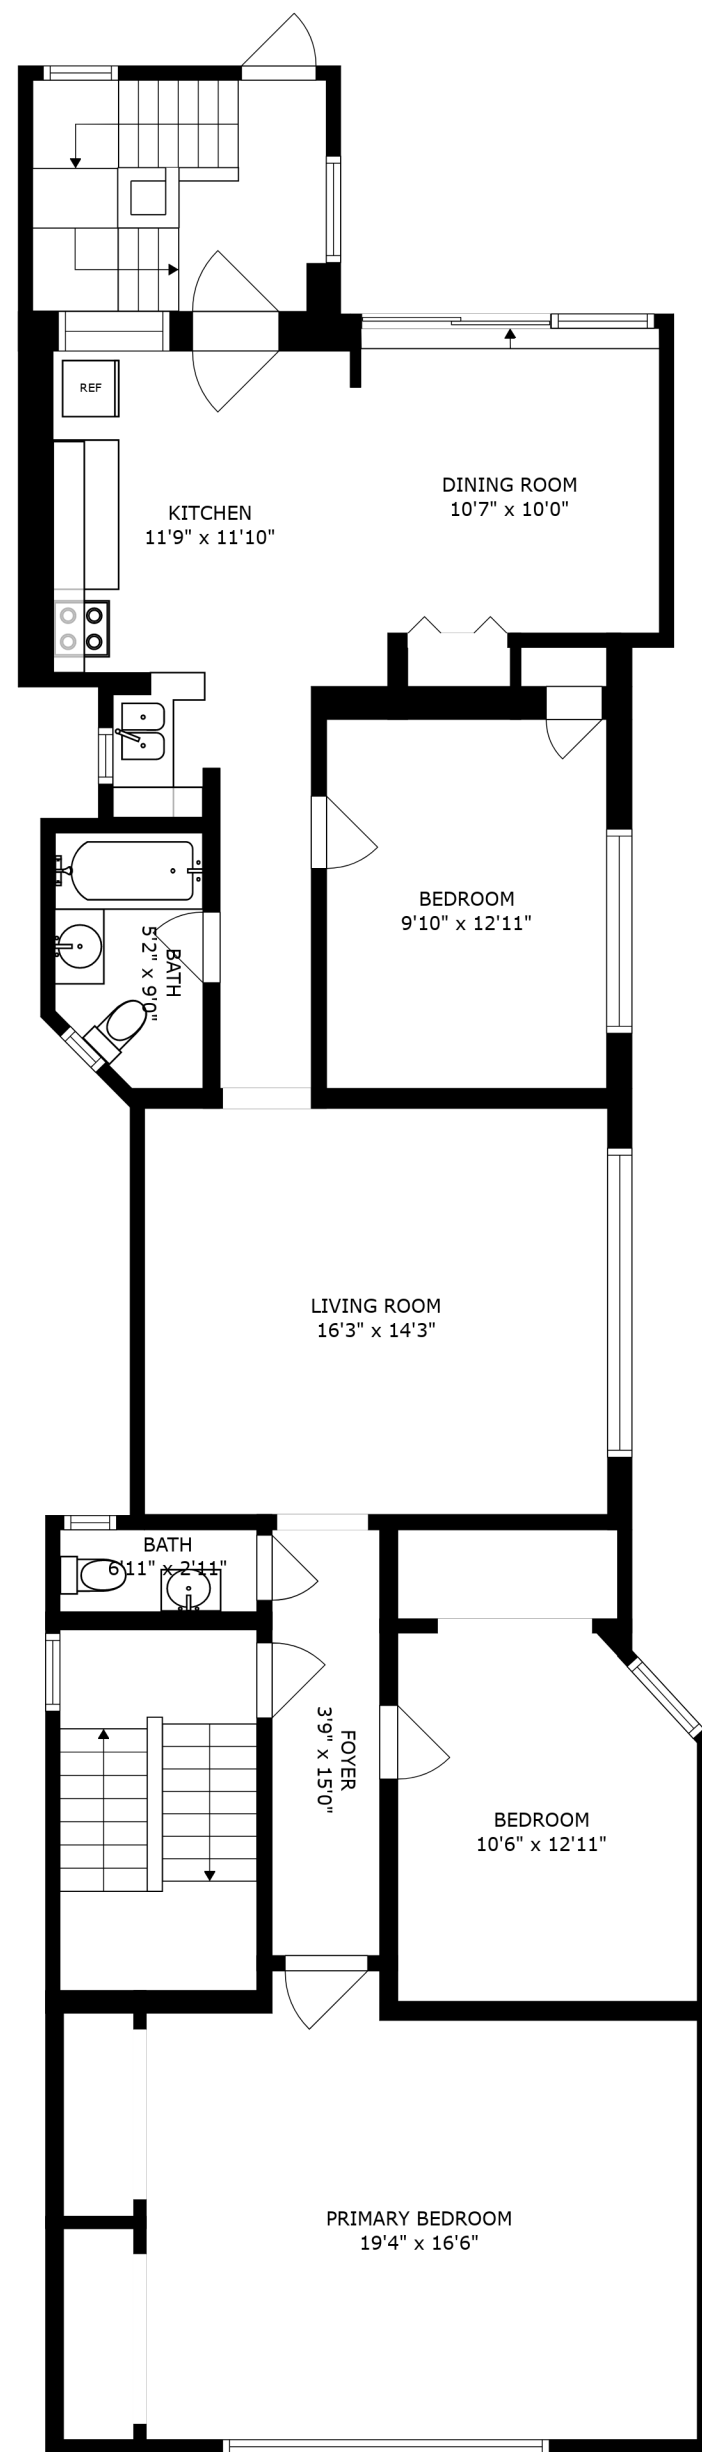 REF
KITCHEN
11'9" x 11'10"
DINING ROOM
10'7" x 10'0"
BEDROOM
9'10" x 12'11"
BATH
5'2" x 9'0"
LIVING ROOM
16'3" x 14'3"
BATH
6'11" x 2'11"
FOYER
3'9" x 15'0"
BEDROOM
10'6" x 12'11"
PRIMARY BEDROOM
19'4" x 16'6"